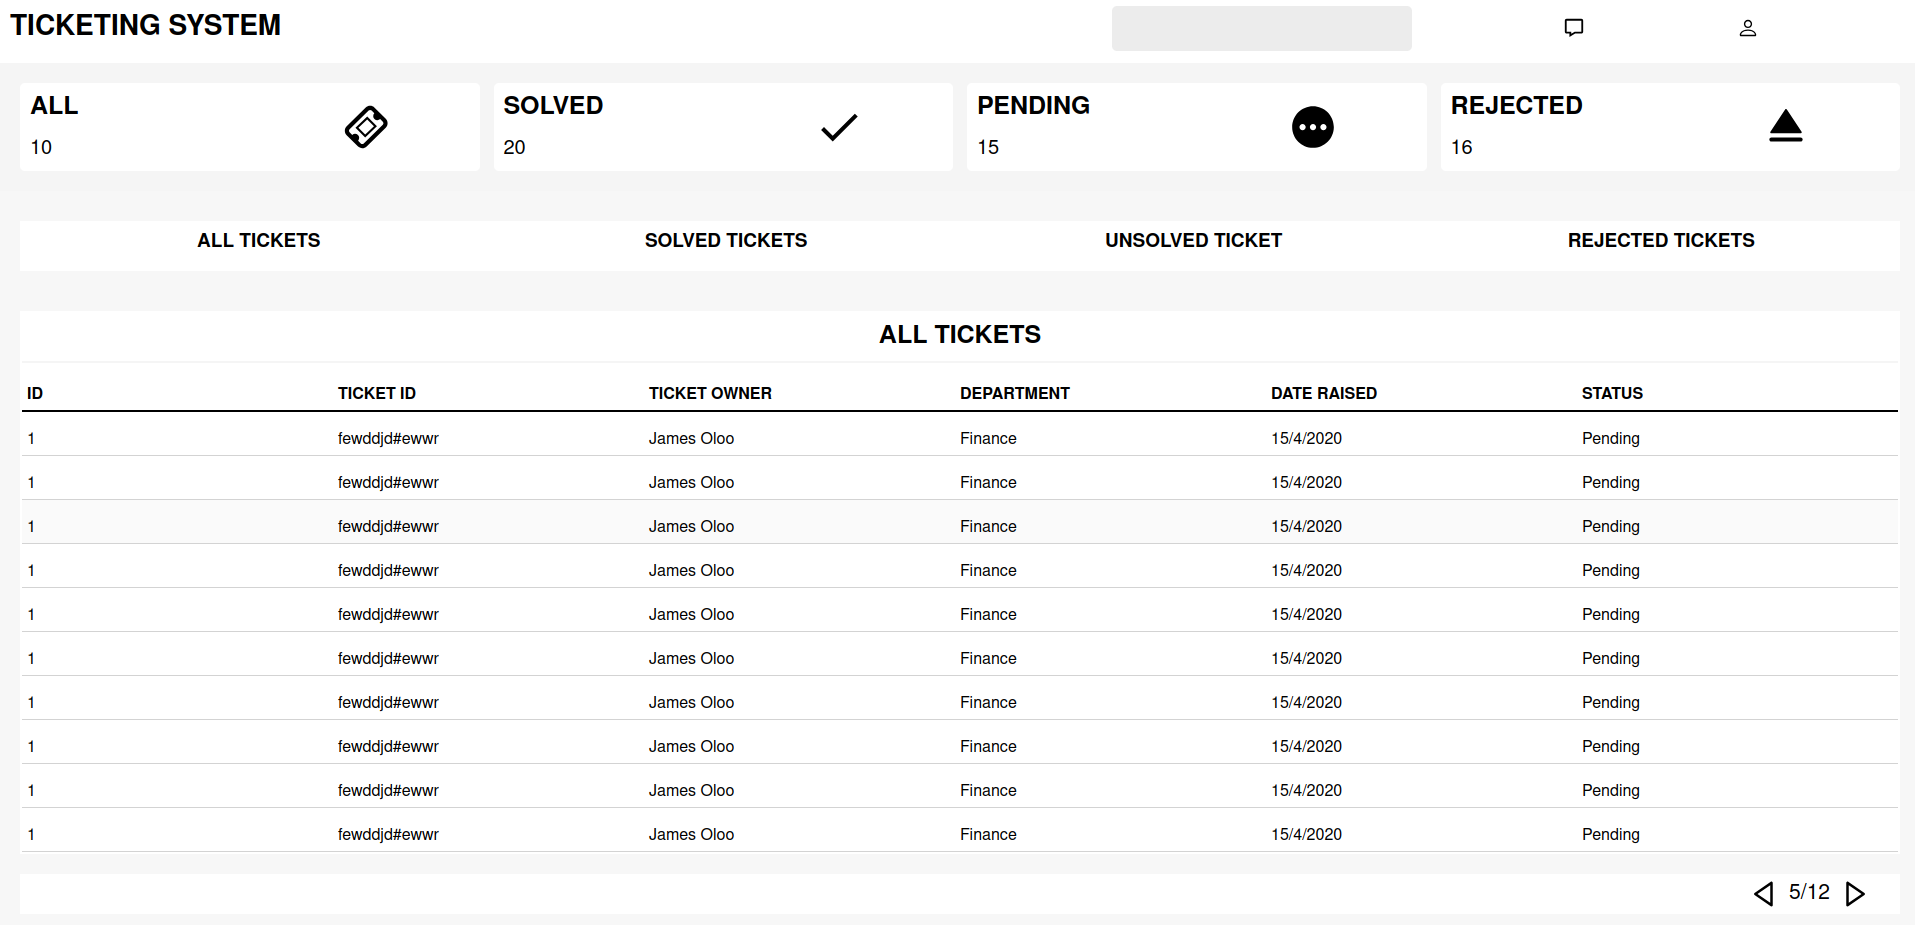 TICKETING SYSTEM
ALL
10
SOLVED
20
PENDING
15
REJECTED
16
ALL TICKETS SOLVED TICKETS UNSOLVED TICKET REJECTED TICKETS
ALL TICKETS
ID TICKET ID TICKET OWNER DEPARTMENT DATE RAISED STATUS
1 fewddjd#ewwr James Oloo Finance 15/4/2020 Pending
1 fewddjd#ewwr James Oloo Finance 15/4/2020 Pending
1 fewddjd#ewwr James Oloo Finance 15/4/2020 Pending
1 fewddjd#ewwr James Oloo Finance 15/4/2020 Pending
1 fewddjd#ewwr James Oloo Finance 15/4/2020 Pending
1 fewddjd#ewwr James Oloo Finance 15/4/2020 Pending
1 fewddjd#ewwr James Oloo Finance 15/4/2020 Pending
1 fewddjd#ewwr James Oloo Finance 15/4/2020 Pending
1 fewddjd#ewwr James Oloo Finance 15/4/2020 Pending
1 fewddjd#ewwr James Oloo Finance 15/4/2020 Pending
5/12